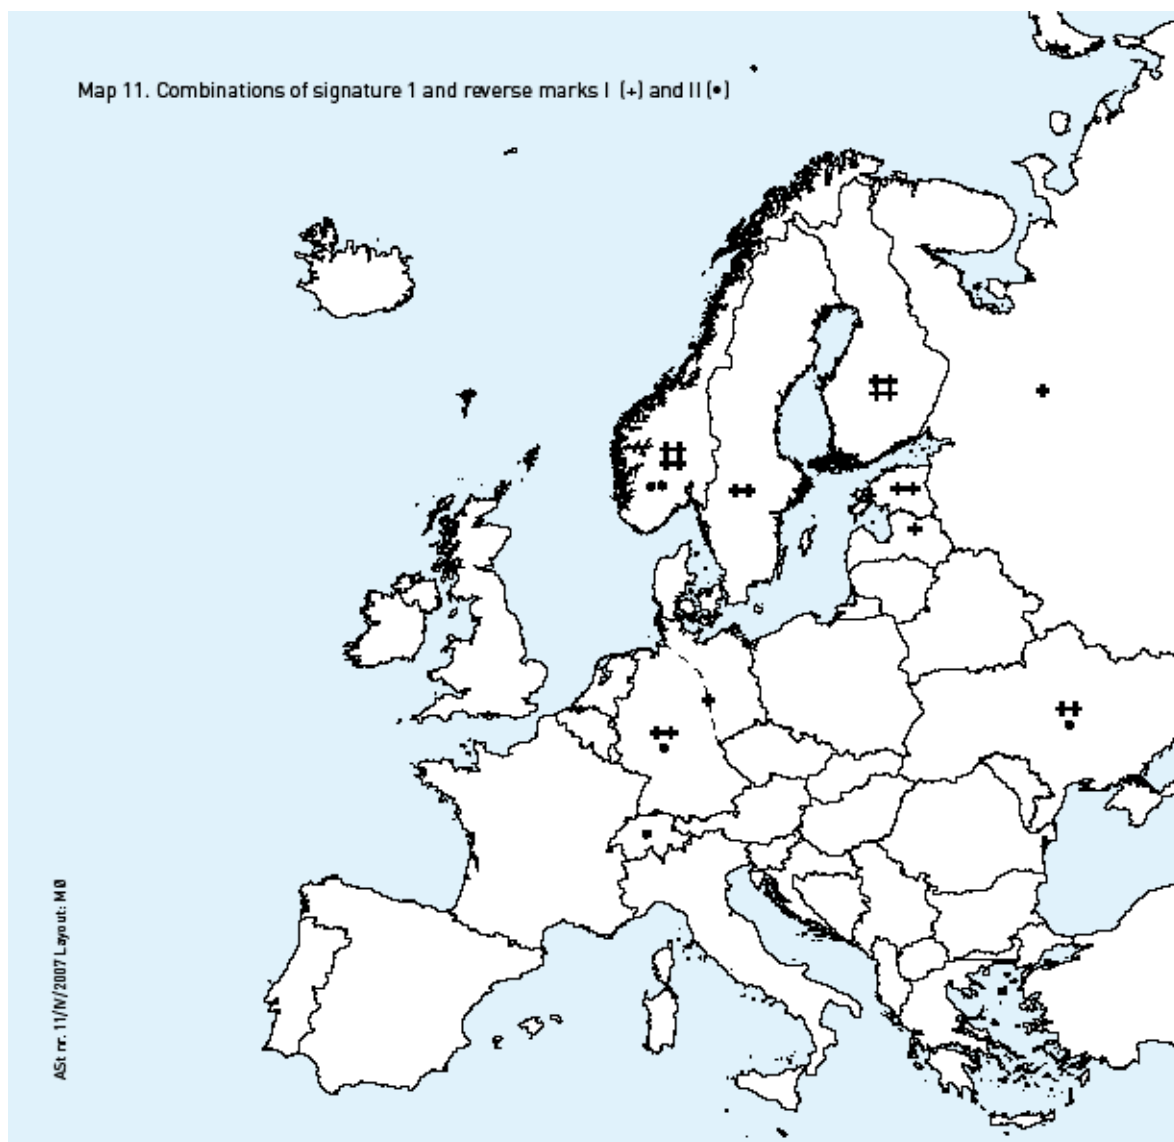 Map 11. Combinations of signature 1 and reverse marks I (+) and II (•)
ASt nr. 11/N/2007 Layout: MØ